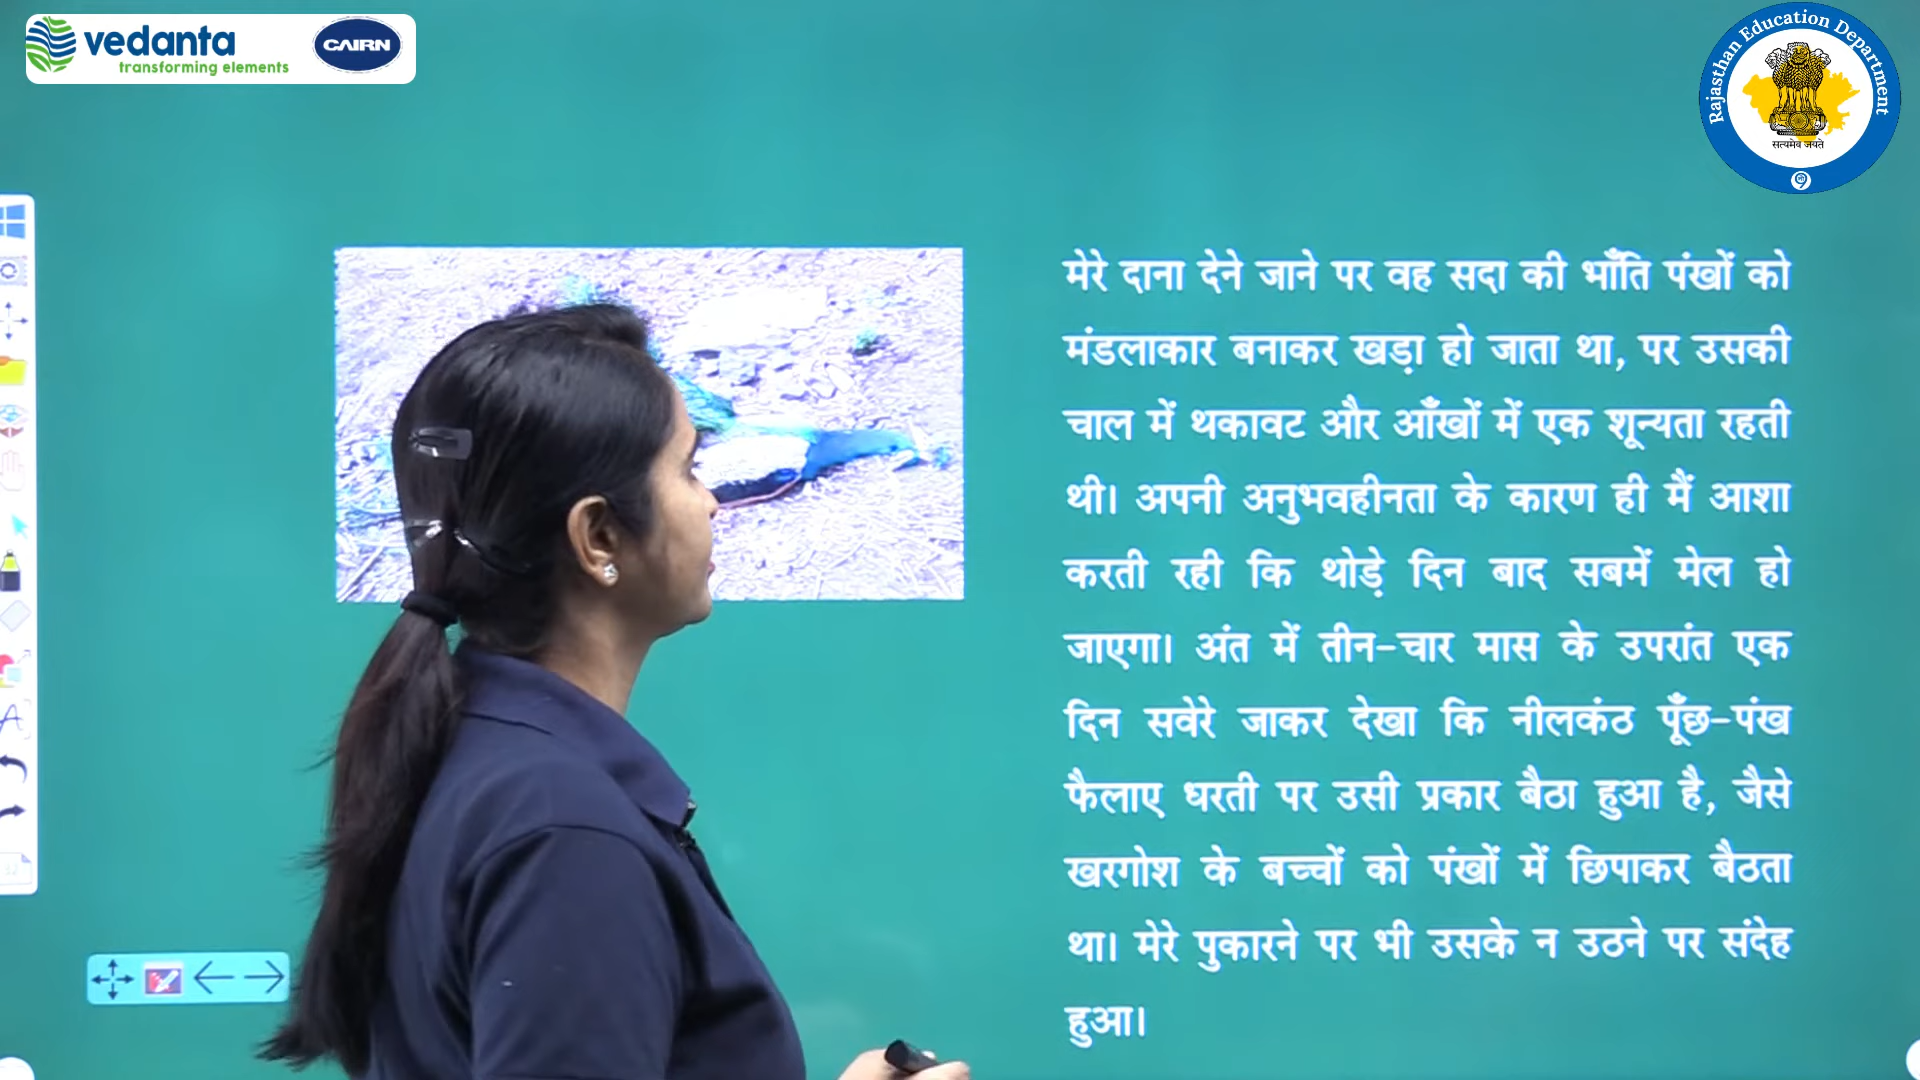 vedanta
transforming elements
CAIRN
Rajasthan Education Department
सत्यमेव जयते
मेरे दाना देने जाने पर वह सदा की भाँति पंखों को
मंडलाकार बनाकर खड़ा हो जाता था, पर उसकी
चाल में थकावट और आँखों में एक शून्यता रहती
थी। अपनी अनुभवहीनता के कारण ही मैं आशा
करती रही कि थोड़े दिन बाद सबमें मेल हो
जाएगा। अंत में तीन-चार मास के उपरांत एक
दिन सवेरे जाकर देखा कि नीलकंठ पूँछ-पंख
फैलाए धरती पर उसी प्रकार बैठा हुआ है, जैसे
खरगोश के बच्चों को पंखों में छिपाकर बैठता
था। मेरे पुकारने पर भी उसके न उठने पर संदेह
हुआ।